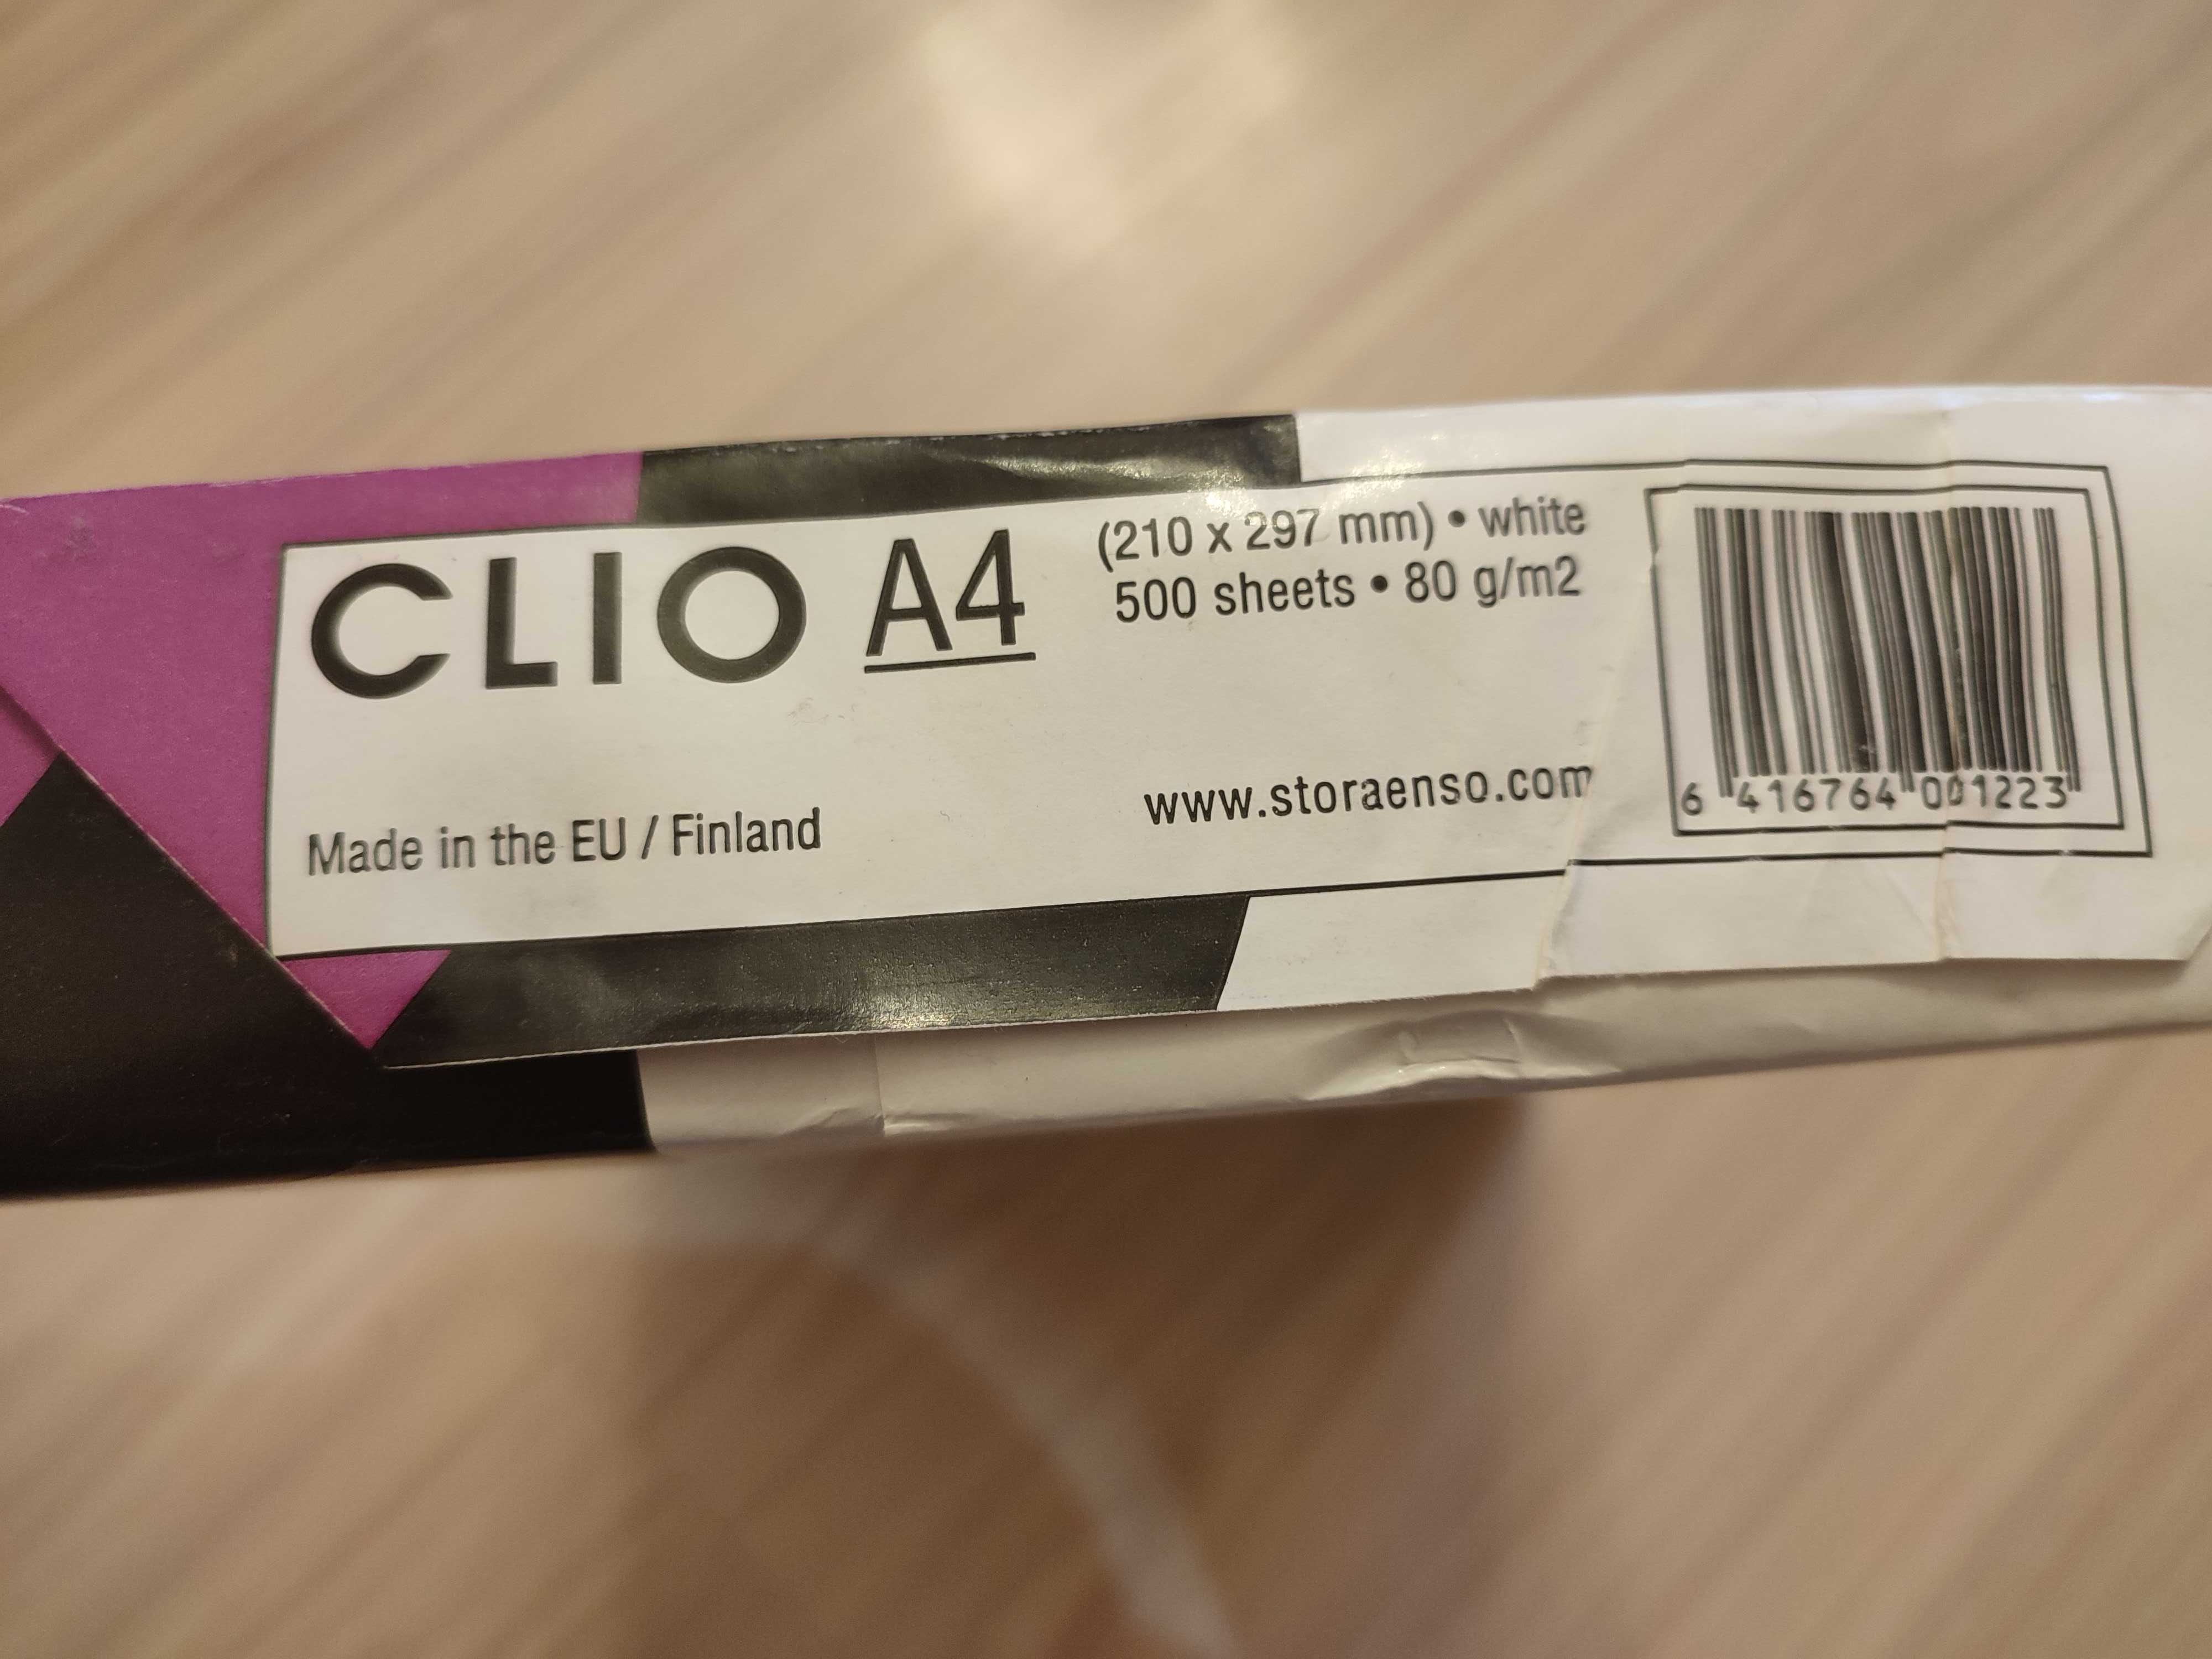 CLIO A4
(210 x 297 mm) • white
500 sheets • 80 g/m2
Made in the EU / Finland
www.storaenso.com
6 416764 001223